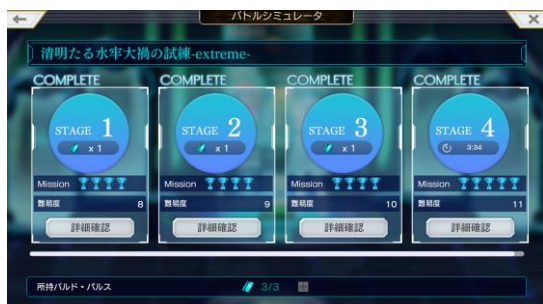 バトルシミュレータ
清明たる水牢大禍の試練-extreme-
COMPLETE COMPLETE COMPLETE COMPLETE
STAGE 1 STAGE 2 STAGE 3 STAGE 4
x 1 x 1 x 1 3:34
Mission Mission Mission Mission
難易度 8 難易度 9 難易度 10 難易度 11
詳細確認 詳細確認 詳細確認 詳細確認
所持バルド・パルス 3/3